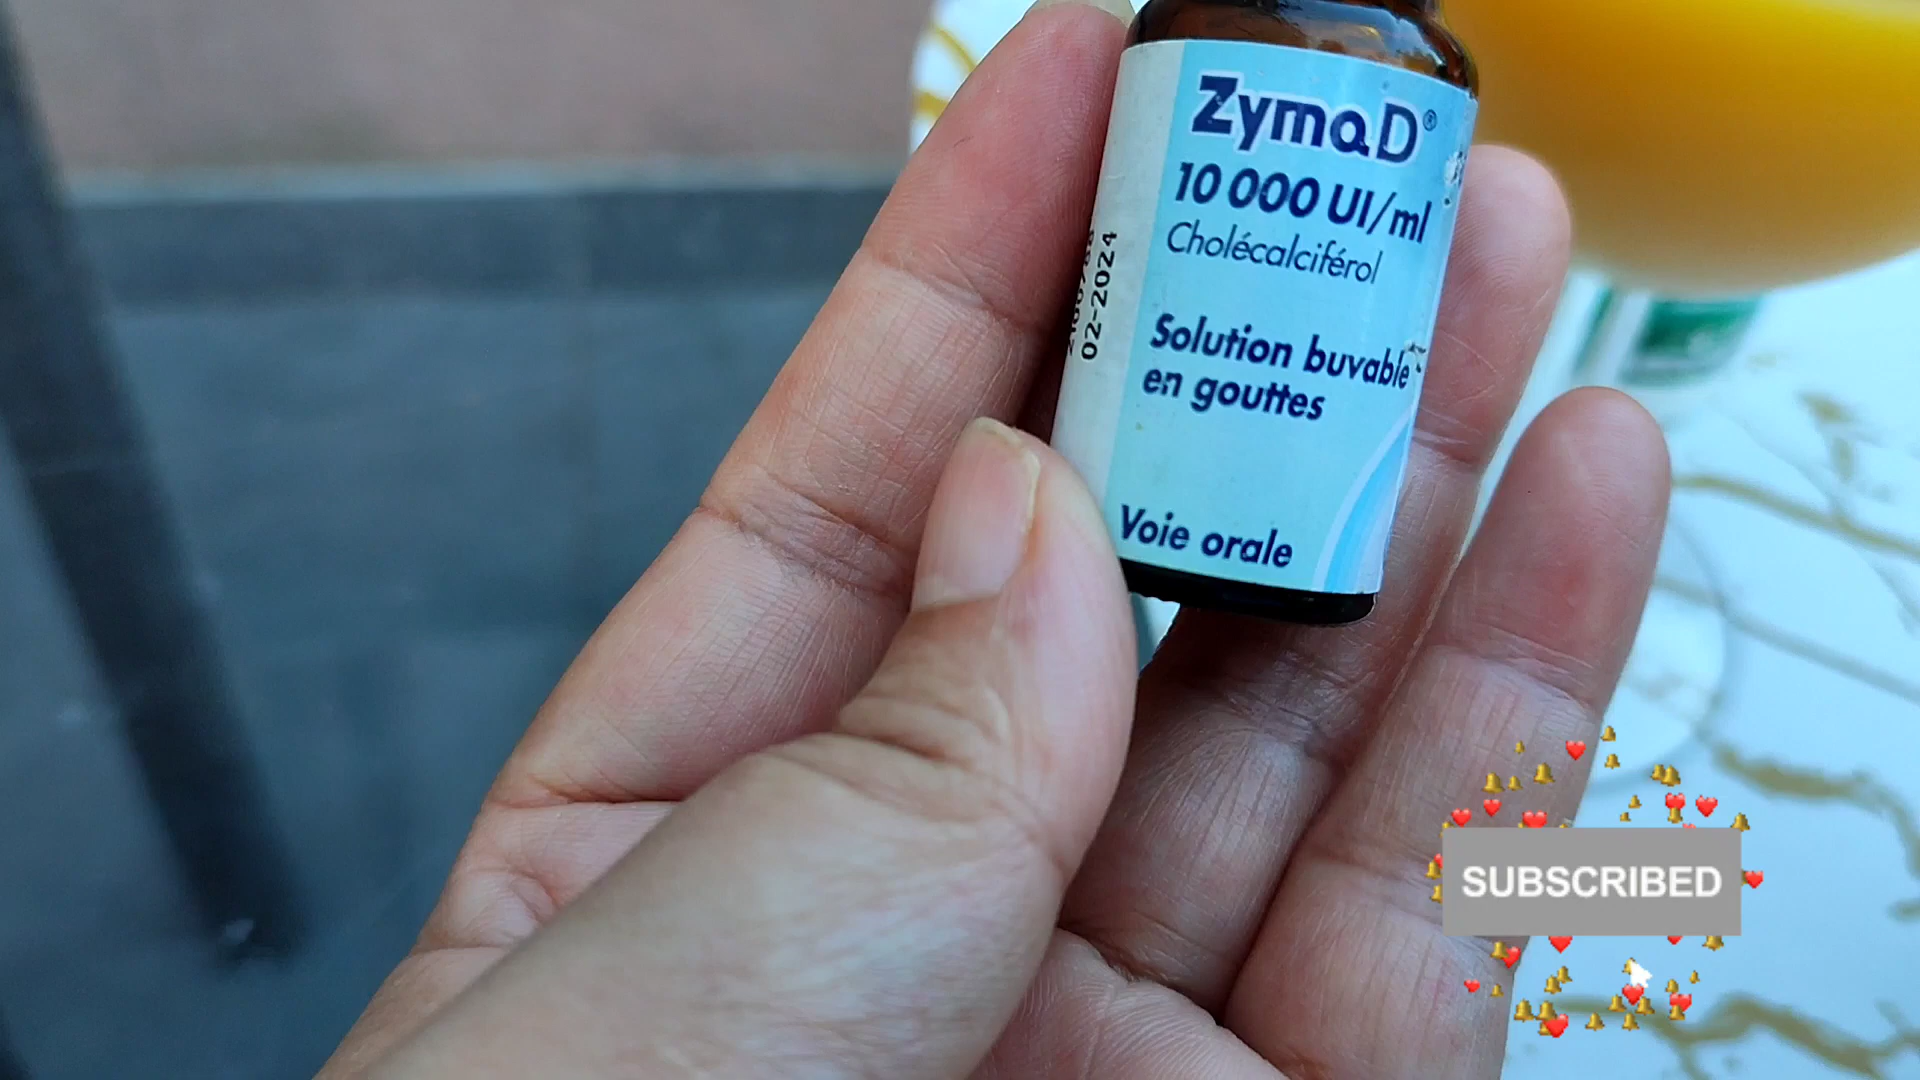 ZymaD®
10 000 UI/ml
Cholécalciférol
Solution buvable
en gouttes
Voie orale
02-2024
SUBSCRIBED